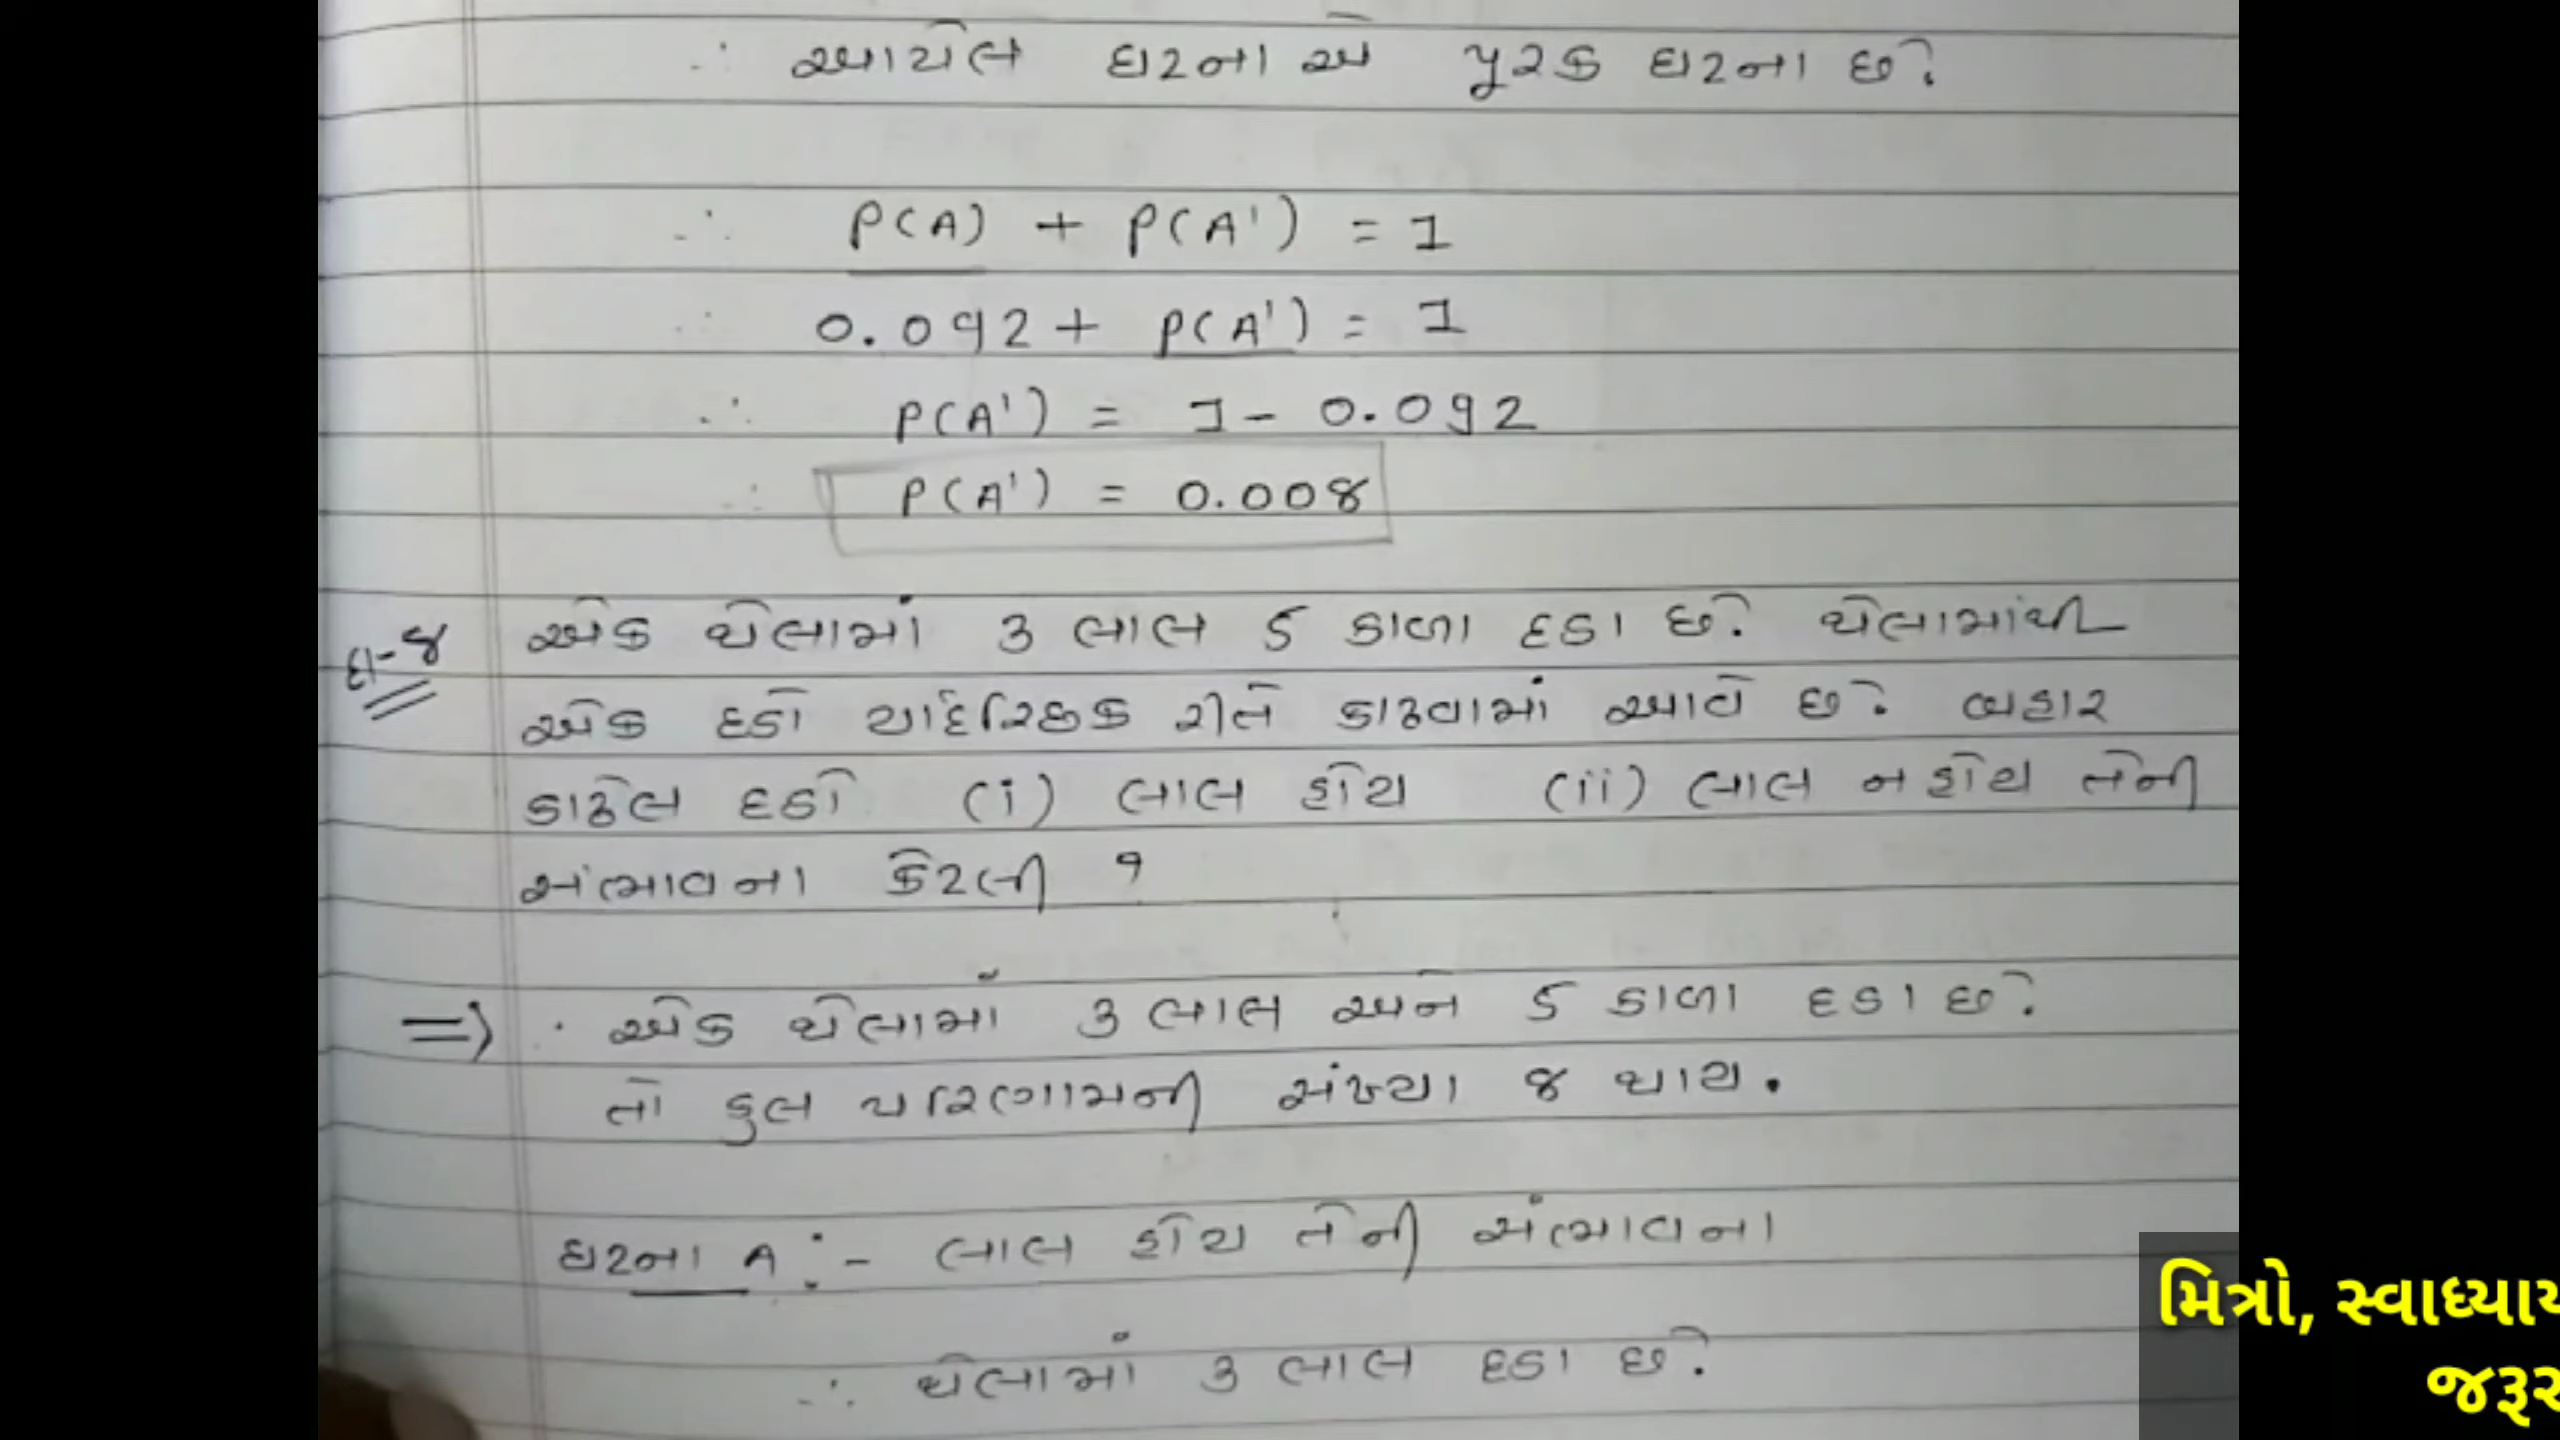 ∴ આપેલ ઘટના એ પૂરક ઘટના છે.
∴ P(A) + P(A') = 1
∴ 0.092 + P(A') = 1
∴ P(A') = 1 - 0.092
∴ P(A') = 0.008
દા-૪ એક થેલામાં 3 લાલ 5 કાળા દડા છે. થેલામાંથી
એક દડો યાદૅચ્છિક રીતે કાઢવામાં આવે છે. બહાર
કાઢેલ દડો (i) લાલ હોય (ii) લાલ ન હોય તેની
સંભાવના કેટલી ?
=> · એક થેલામાં 3 લાલ અને 5 કાળા દડા છે.
તો કુલ પરિણામની સંખ્યા 8 થાય.
ઘટના A :- લાલ હોય તેની સંભાવના
∴ થેલામાં 3 લાલ દડા છે.
મિત્રો, સ્વાધ્યાય